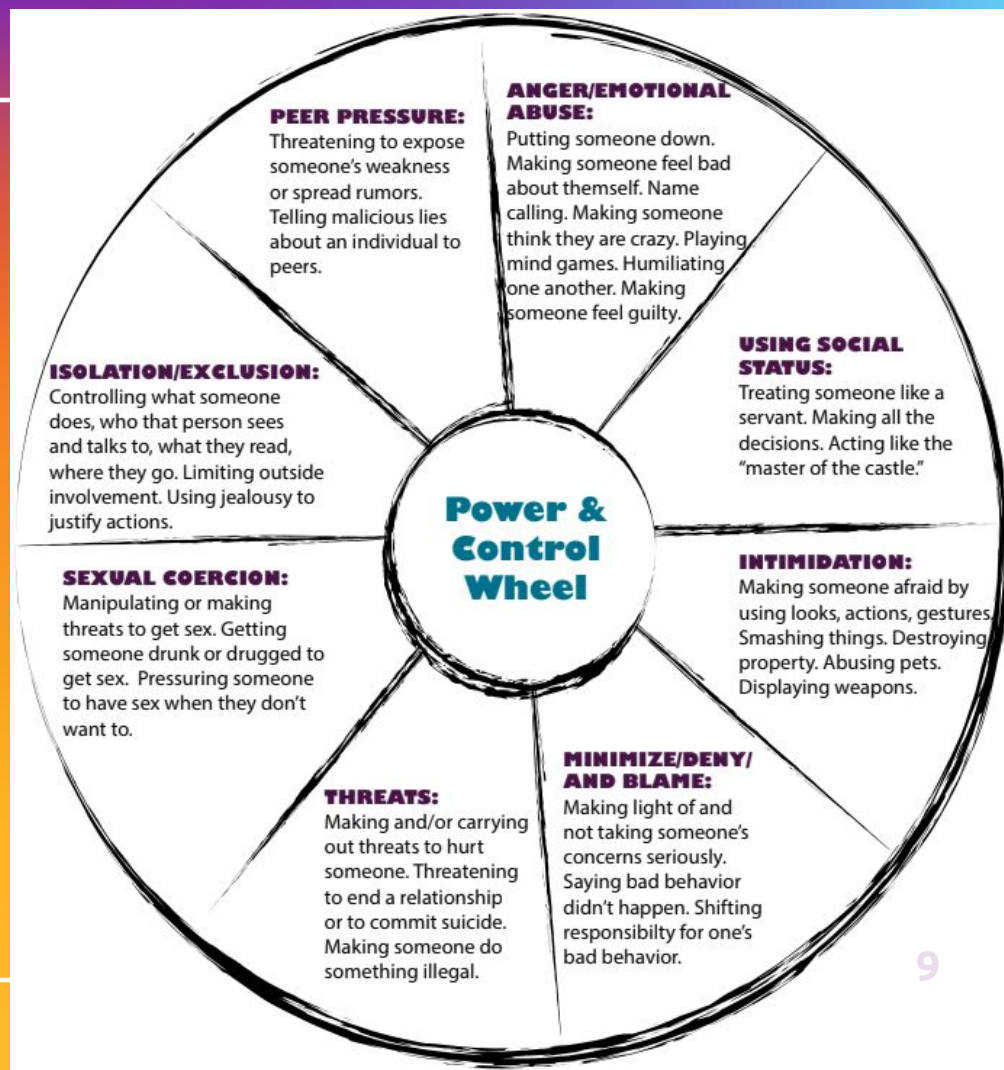 PEER PRESSURE:
Threatening to expose
someone's weakness
or spread rumors.
Telling malicious lies
about an individual to
peers.
ANGER/EMOTIONAL
ABUSE:
Putting someone down.
Making someone feel bad
about themself. Name
calling. Making someone
think they are crazy. Playing
mind games. Humiliating
one another. Making
someone feel guilty.
USING SOCIAL
STATUS:
Treating someone like a
servant. Making all the
decisions. Acting like the
“master of the castle.”
INTIMIDATION:
Making someone afraid by
using looks, actions, gestures.
Smashing things. Destroying
property. Abusing pets.
Displaying weapons.
MINIMIZE/DENY/
AND BLAME:
Making light of and
not taking someone's
concerns seriously.
Saying bad behavior
didn't happen. Shifting
responsibilty for one's
bad behavior.
THREATS:
Making and/or carrying
out threats to hurt
someone. Threatening
to end a relationship
or to commit suicide.
Making someone do
something illegal.
SEXUAL COERCION:
Manipulating or making
threats to get sex. Getting
someone drunk or drugged to
get sex. Pressuring someone
to have sex when they don't
want to.
ISOLATION/EXCLUSION:
Controlling what someone
does, who that person sees
and talks to, what they read,
where they go. Limiting outside
involvement. Using jealousy to
justify actions.
Power &
Control
Wheel
9